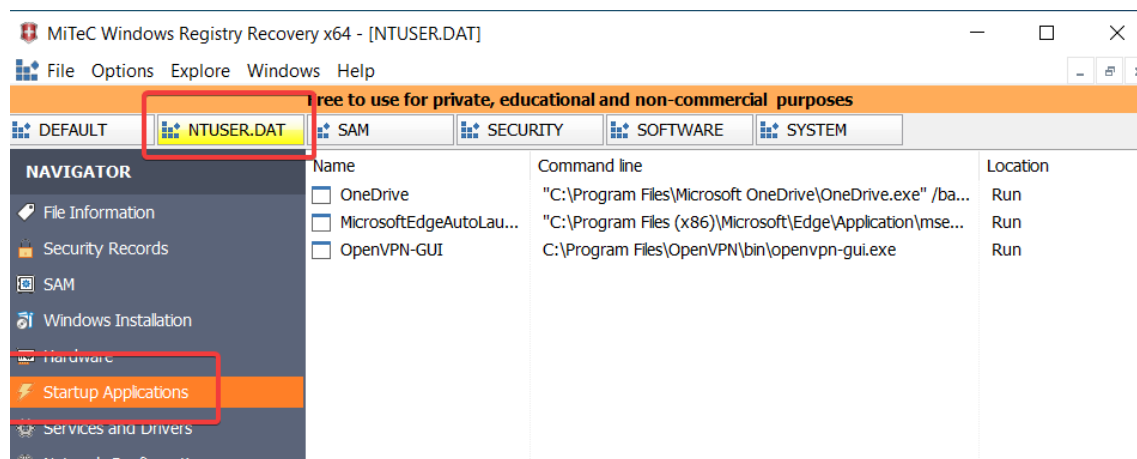 MiTeC Windows Registry Recovery x64 - [NTUSER.DAT]
File Options Explore Windows Help
Free to use for private, educational and non-commercial purposes
DEFAULT NTUSER.DAT SAM SECURITY SOFTWARE SYSTEM
NAVIGATOR
File Information
Security Records
SAM
Windows Installation
Hardware
Startup Applications
Services and Drivers
Name Command line Location
OneDrive "C:\Program Files\Microsoft OneDrive\OneDrive.exe" /ba... Run
MicrosoftEdgeAutoLau... "C:\Program Files (x86)\Microsoft\Edge\Application\mse... Run
OpenVPN-GUI C:\Program Files\OpenVPN\bin\openvpn-gui.exe Run